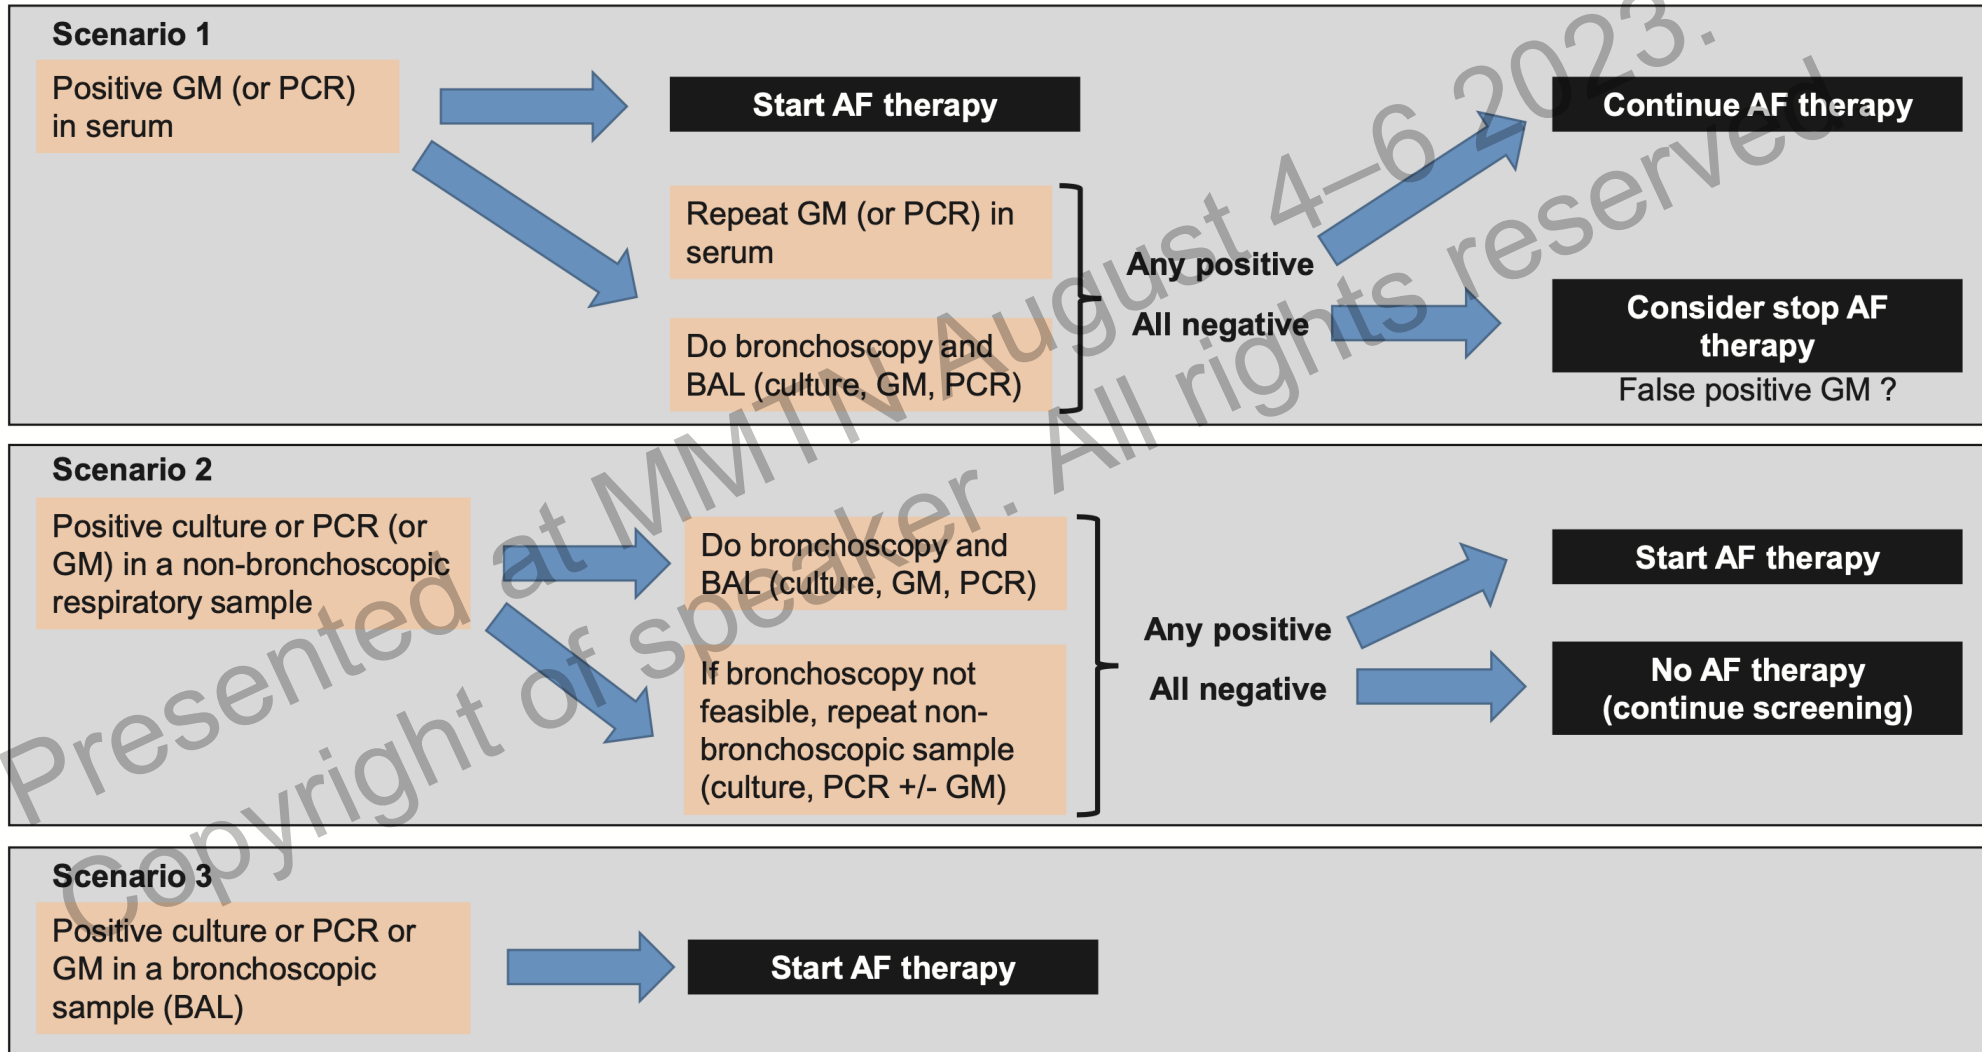 Scenario 1
Positive GM (or PCR)
in serum
Start AF therapy
Repeat GM (or PCR) in
serum
Do bronchoscopy and
BAL (culture, GM, PCR)
Any positive
All negative
Continue AF therapy
Consider stop AF
therapy
False positive GM ?
Scenario 2
Positive culture or PCR (or
GM) in a non-bronchoscopic
respiratory sample
Do bronchoscopy and
BAL (culture, GM, PCR)
If bronchoscopy not
feasible, repeat non-
bronchoscopic sample
(culture, PCR +/- GM)
Any positive
All negative
Start AF therapy
No AF therapy
(continue screening)
Scenario 3
Positive culture or PCR or
GM in a bronchoscopic
sample (BAL)
Start AF therapy
Presented at MMTN August 4–6 2023.
Copyright of speaker. All rights reserved.